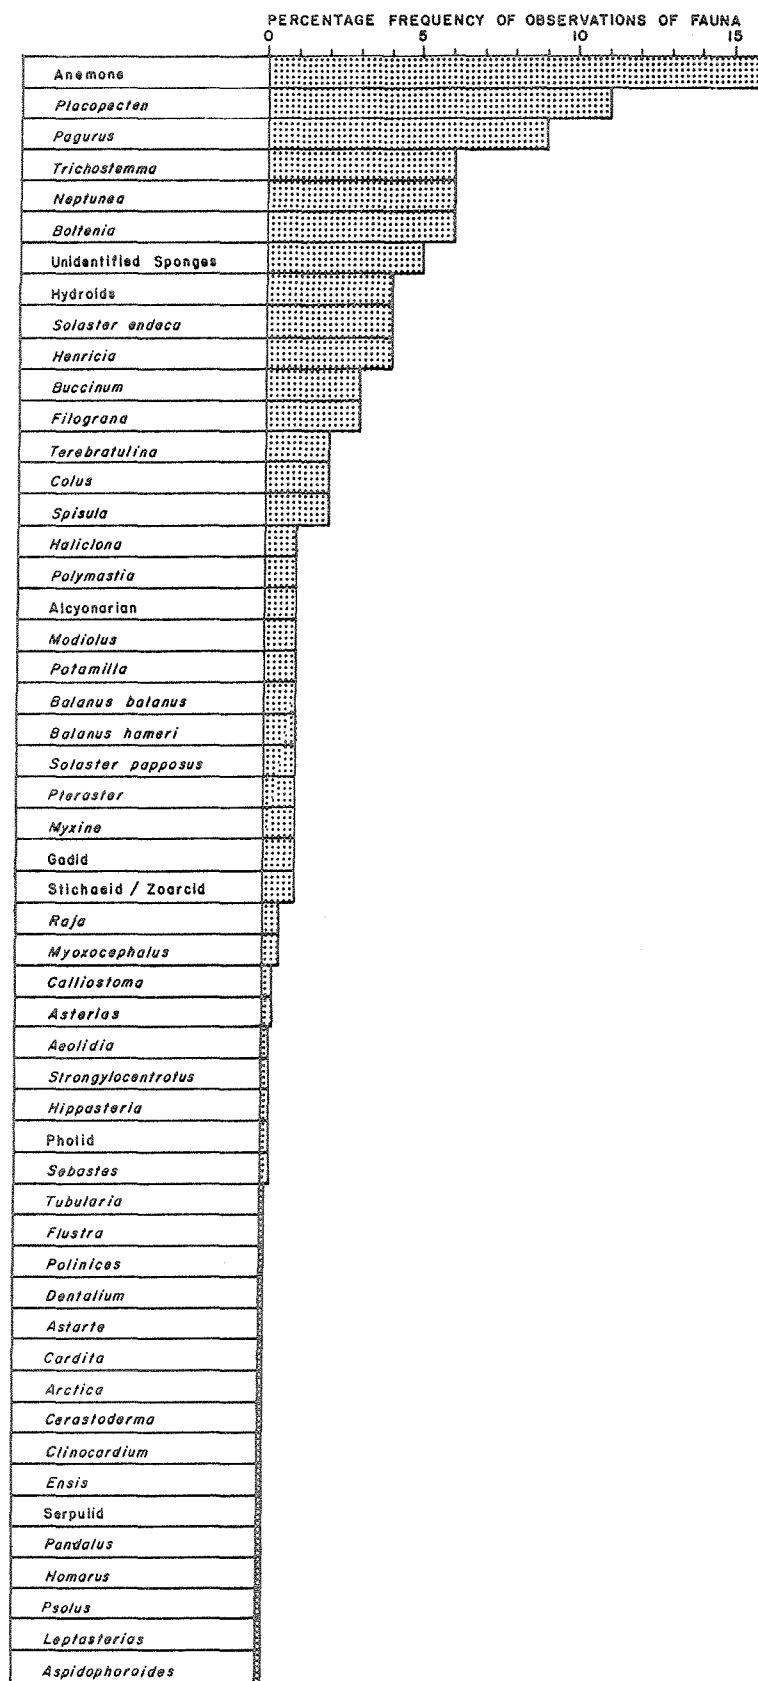 PERCENTAGE FREQUENCY OF OBSERVATIONS OF FAUNA
0 5 10 15
Anemone
Placopecten
Pagurus
Trichostemma
Neptunea
Boltenia
Unidentified Sponges
Hydroids
Solaster endeca
Henricia
Buccinum
Filograna
Terebratulina
Colus
Spisula
Haliclona
Polymastia
Alcyonarian
Modiolus
Potamilla
Balanus balanus
Balanus hameri
Solaster papposus
Pteraster
Myxine
Gadid
Stichaeid / Zoarcid
Raja
Myoxocephalus
Calliostoma
Asterias
Aeolidia
Strongylocentrotus
Hippasteria
Pholid
Sebastes
Tubularia
Flustra
Polinices
Dentalium
Astarte
Cardita
Arctica
Cerastoderma
Clinocardium
Ensis
Serpulid
Pandalus
Homarus
Psolus
Leptasterias
Aspidophoroides